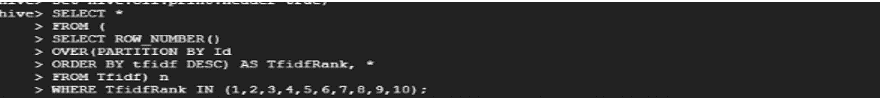 hive> SELECT *
    > FROM (
    > SELECT ROW_NUMBER()
    > OVER(PARTITION BY Id
    > ORDER BY tfidf DESC) AS TfidfRank, *
    > FROM Tfidf) n
    > WHERE TfidfRank IN (1,2,3,4,5,6,7,8,9,10);